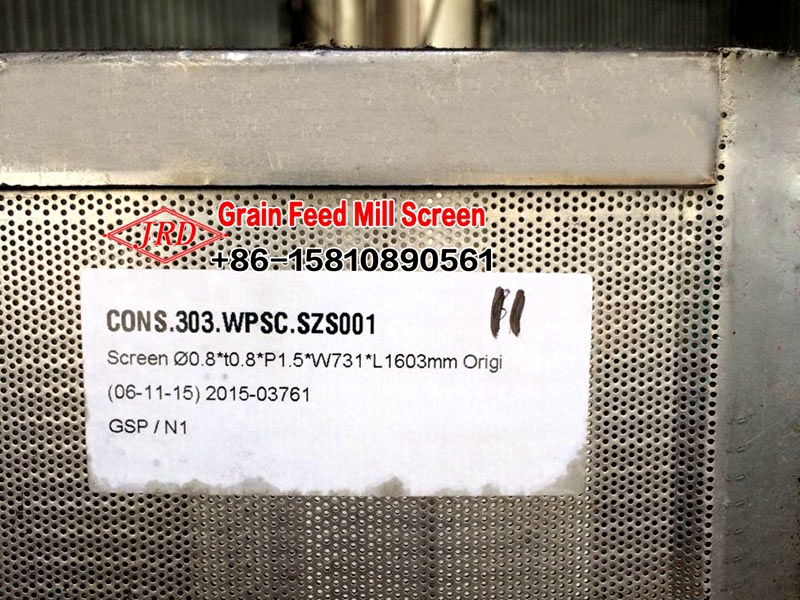 Grain Feed Mill Screen
JRD
+86-15810890561
CONS.303.WPSC.SZS001
Screen Ø0.8*t0.8*P1.5*W731*L1603mm Origi
(06-11-15) 2015-03761
GSP / N1